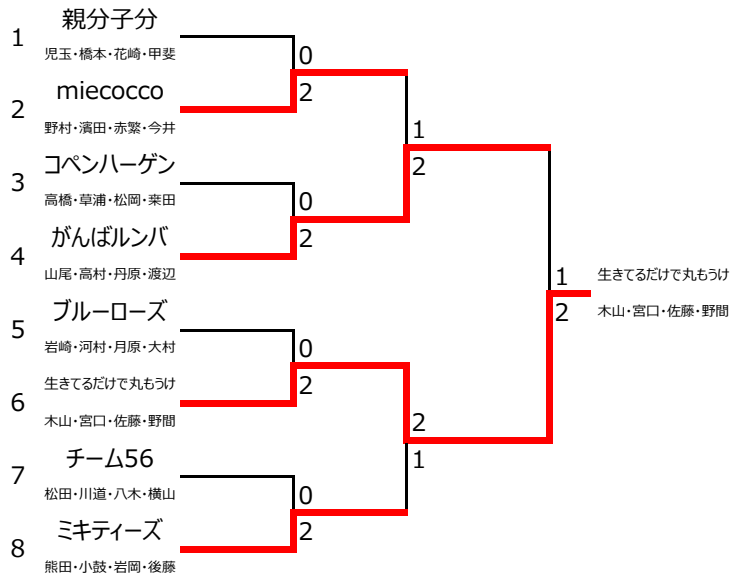 1
親分子分
児玉・橋本・花崎・甲斐
0
2
2
miecocco
野村・濱田・赤繁・今井
1
2
3
コペンハーゲン
高橋・草浦・松岡・楽田
0
2
4
がんばルンバ
山尾・高村・丹原・渡辺
1
2
生きてるだけで丸もうけ
木山・宮口・佐藤・野間
5
ブルーローズ
岩崎・河村・月原・大村
0
2
6
生きてるだけで丸もうけ
木山・宮口・佐藤・野間
2
1
7
チーム56
松田・川道・八木・横山
0
2
8
ミキティーズ
熊田・小鼓・岩岡・後藤